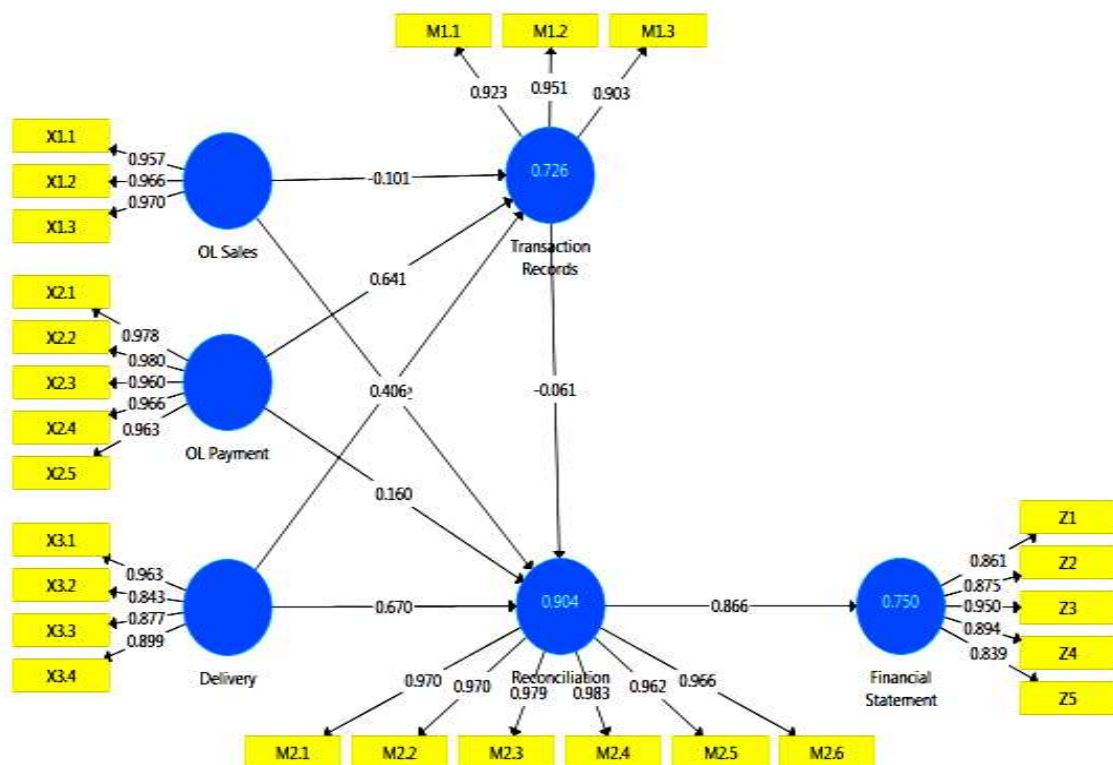 M1.1 M1.2 M1.3
0.923 0.951 0.903
X1.1
X1.2
X1.3
0.957
0.966
0.970
OL Sales
-0.101
0.726
Transaction
Records
X2.1
X2.2
X2.3
X2.4
X2.5
0.978
0.980
0.960
0.966
0.963
OL Payment
0.641
0.406
-0.061
0.160
X3.1
X3.2
X3.3
X3.4
0.963
0.843
0.877
0.899
Delivery
0.670
0.904
Reconciliation
0.866
0.750
Financial
Statement
Z1
Z2
Z3
Z4
Z5
0.861
0.875
0.950
0.894
0.839
0.970 0.970 0.979 0.983 0.962 0.966
M2.1 M2.2 M2.3 M2.4 M2.5 M2.6